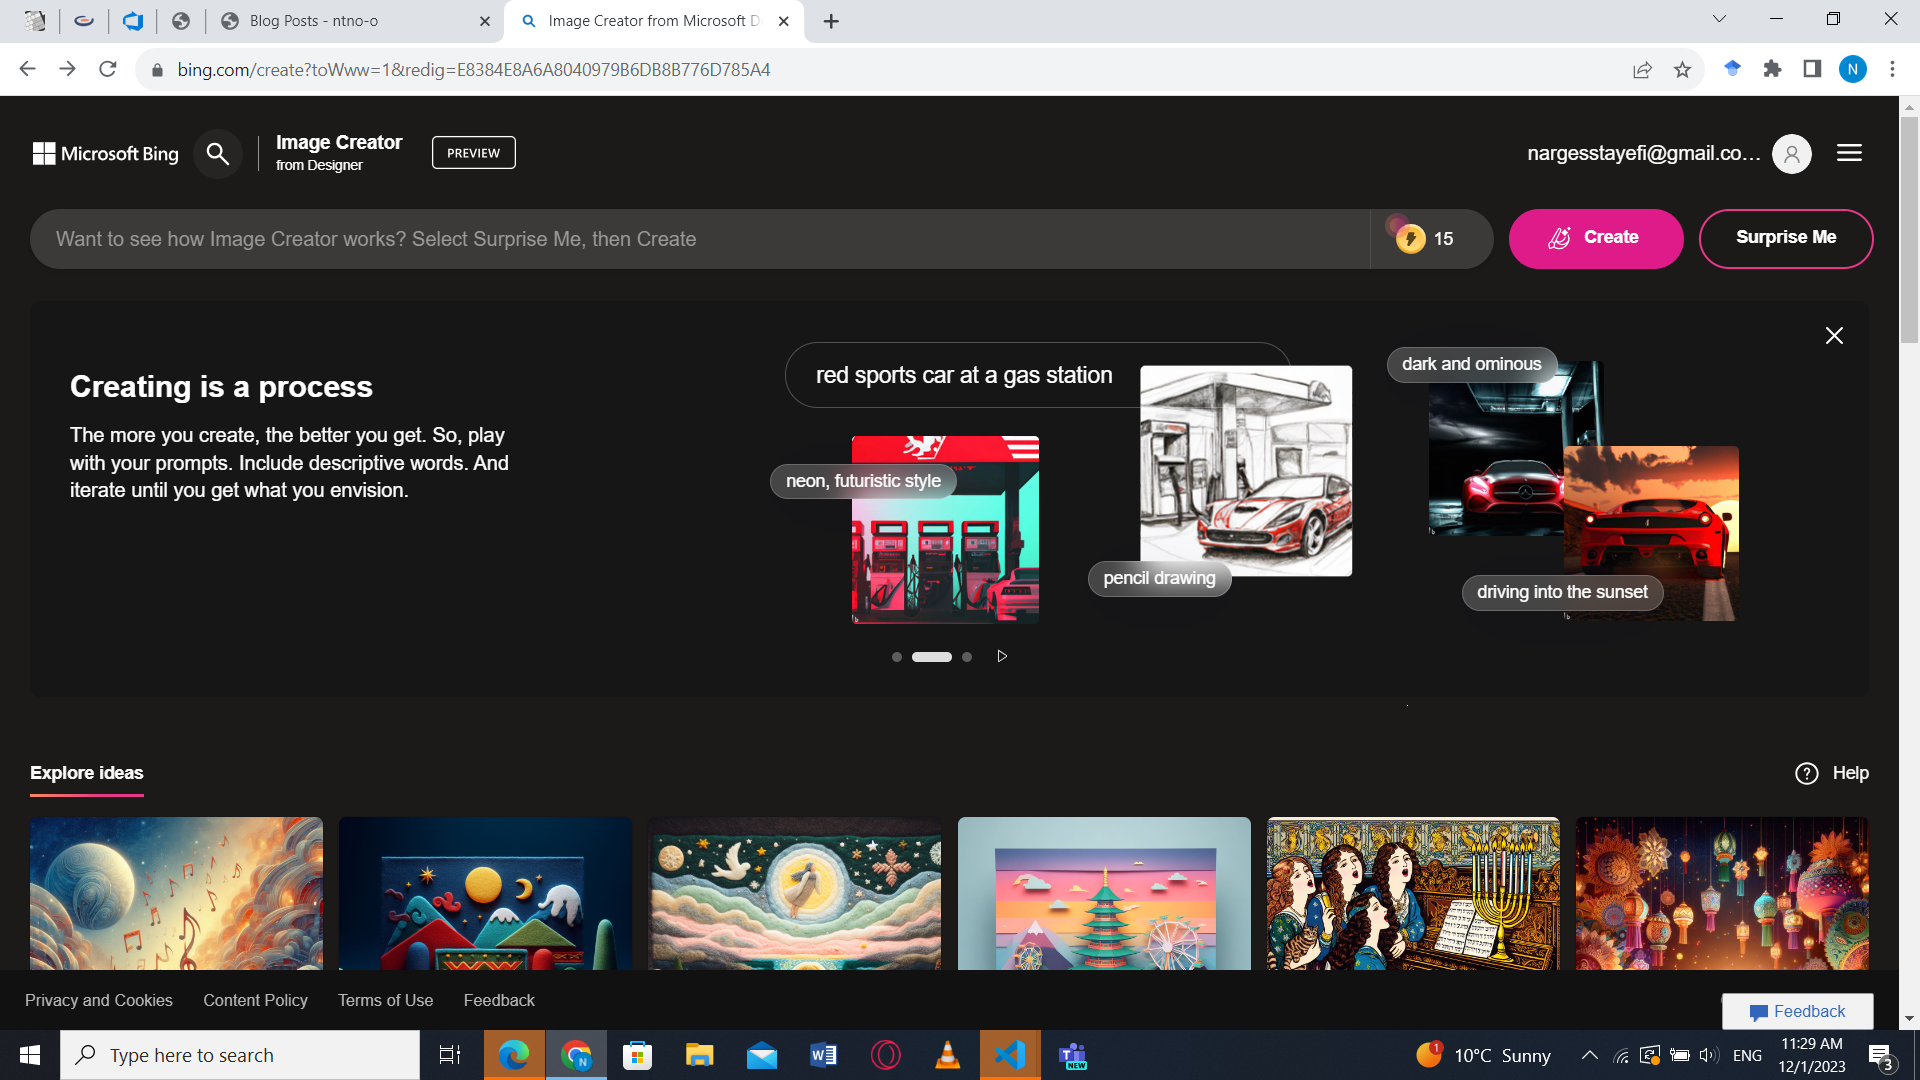 Blog Posts - ntno-o
Image Creator from Microsoft D
bing.com/create?toWww=1&redig=E8384E8A6A8040979B6DB8B776D785A4
N
Microsoft Bing
Image Creator
from Designer
PREVIEW
nargesstayefi@gmail.co...
Want to see how Image Creator works? Select Surprise Me, then Create
15
Create
Surprise Me
Creating is a process
The more you create, the better you get. So, play
with your prompts. Include descriptive words. And
iterate until you get what you envision.
red sports car at a gas station
neon, futuristic style
pencil drawing
dark and ominous
driving into the sunset
Explore ideas
Help
Privacy and Cookies
Content Policy
Terms of Use
Feedback
Feedback
Type here to search
N
NEW
1
10°C Sunny
ENG
11:29 AM
12/1/2023
3